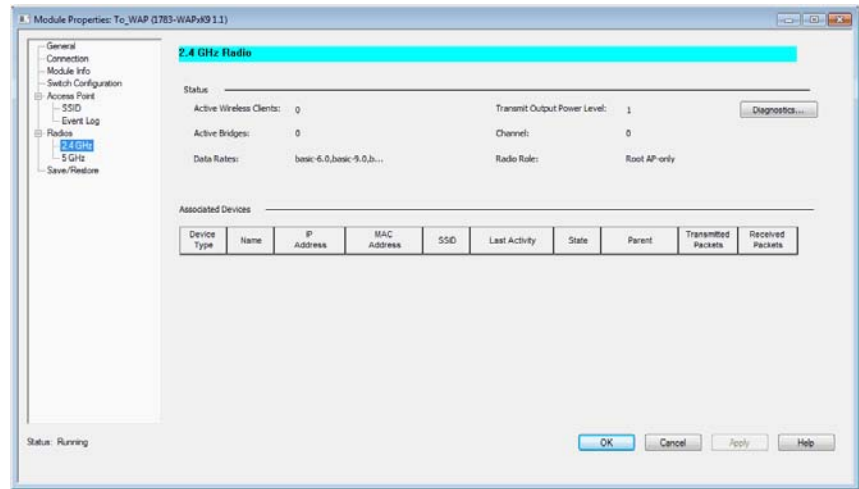 Module Properties: To_WAP (1783-WAPxK9 1.1)
General
Connection
Module Info
Switch Configuration
Access Point
SSID
Event Log
Radios
2.4 GHz
5 GHz
Save/Restore
2.4 GHz Radio
Status
Active Wireless Clients: 0 Transmit Output Power Level: 1 Diagnostics...
Active Bridges: 0 Channel: 0
Data Rates: basic-6.0,basic-9.0,b... Radio Role: Root AP-only
Associated Devices
Device Type Name IP Address MAC Address SSID Last Activity State Parent Transmitted Packets Received Packets
Status: Running OK Cancel Apply Help